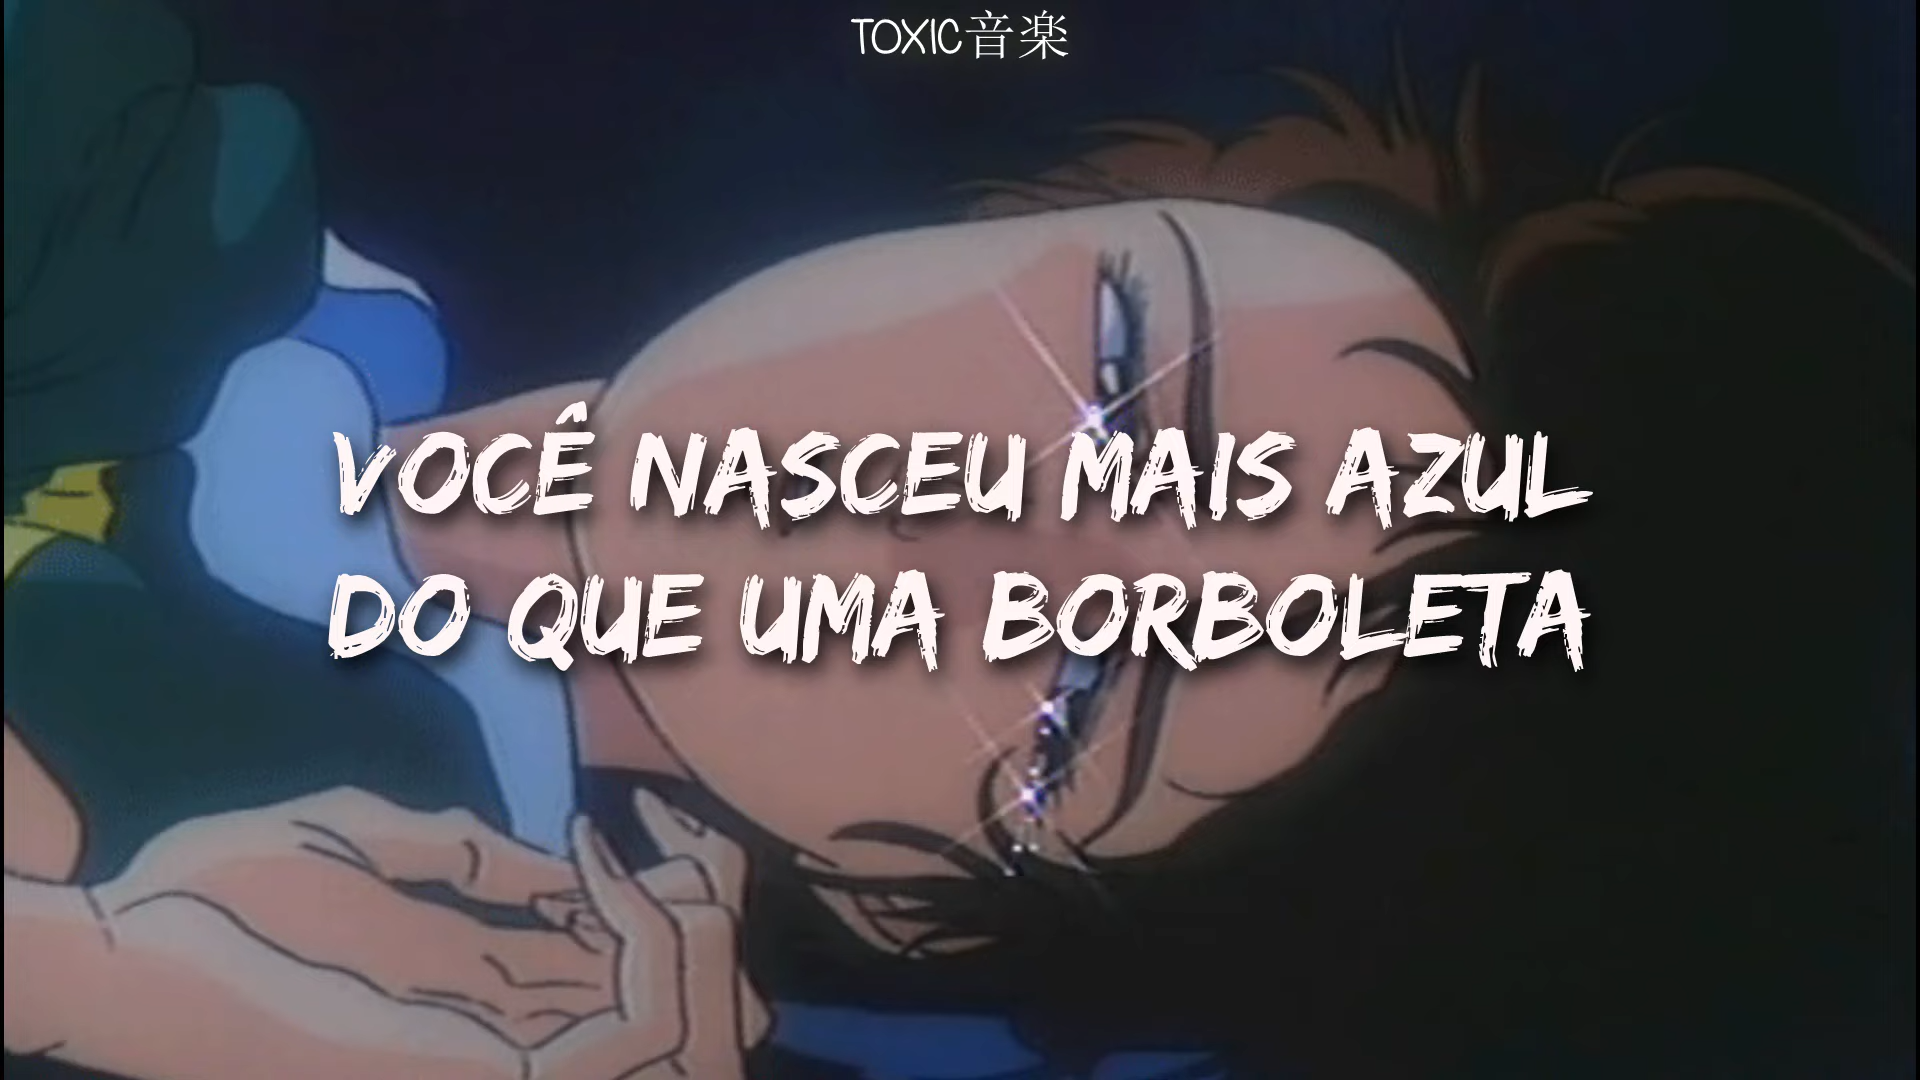 TOXIC音楽
VOCÊ NASCEU MAIS AZUL
DO QUE UMA BORBOLETA